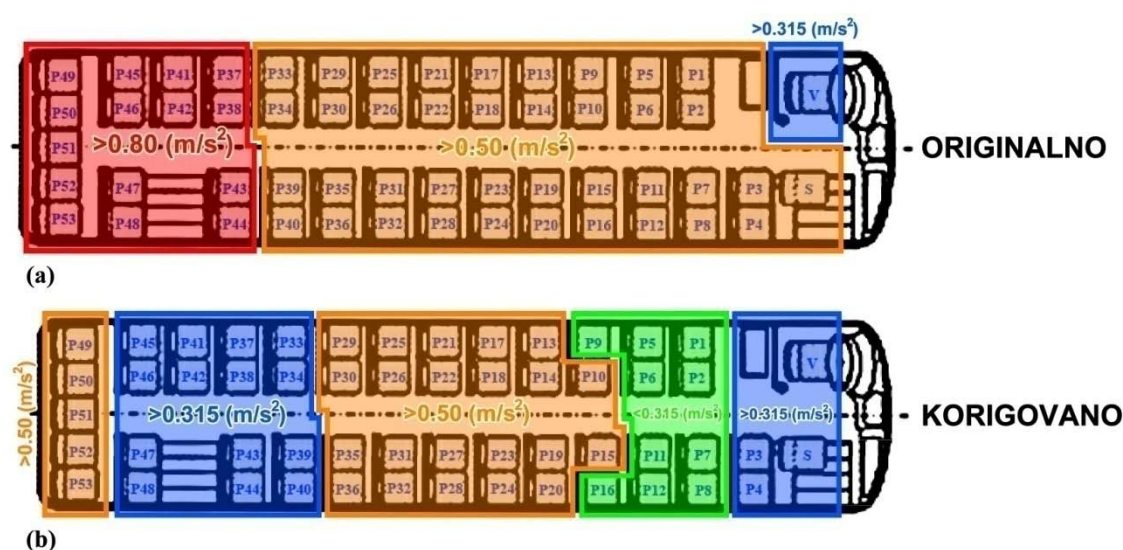 >0.315 (m/s²)
P49 P45 P41 P37 P33 P29 P25 P21 P17 P13 P9 P5 P1
V
P50 P46 P42 P38 P34 P30 P26 P22 P18 P14 P10 P6 P2
P51 >0.80 (m/s²) >0.50 (m/s²) ORIGINALNO
P52 P47 P43 P39 P35 P31 P27 P23 P19 P15 P11 P7 P3 S
P53 P48 P44 P40 P36 P32 P28 P24 P20 P16 P12 P8 P4
(a)
P49 P45 P41 P37 P33 P29 P25 P21 P17 P13 P9 P5 P1
V
P50 P46 P42 P38 P34 P30 P26 P22 P18 P14 P10 P6 P2
>0.50 (m/s²) P51 >0.315 (m/s²) >0.50 (m/s²) <0.315 (m/s²) >0.315 (m/s²) KORIGOVANO
P52 P47 P43 P39 P35 P31 P27 P23 P19 P15 P11 P7 P3 S
P53 P48 P44 P40 P36 P32 P28 P24 P20 P16 P12 P8 P4
(b)